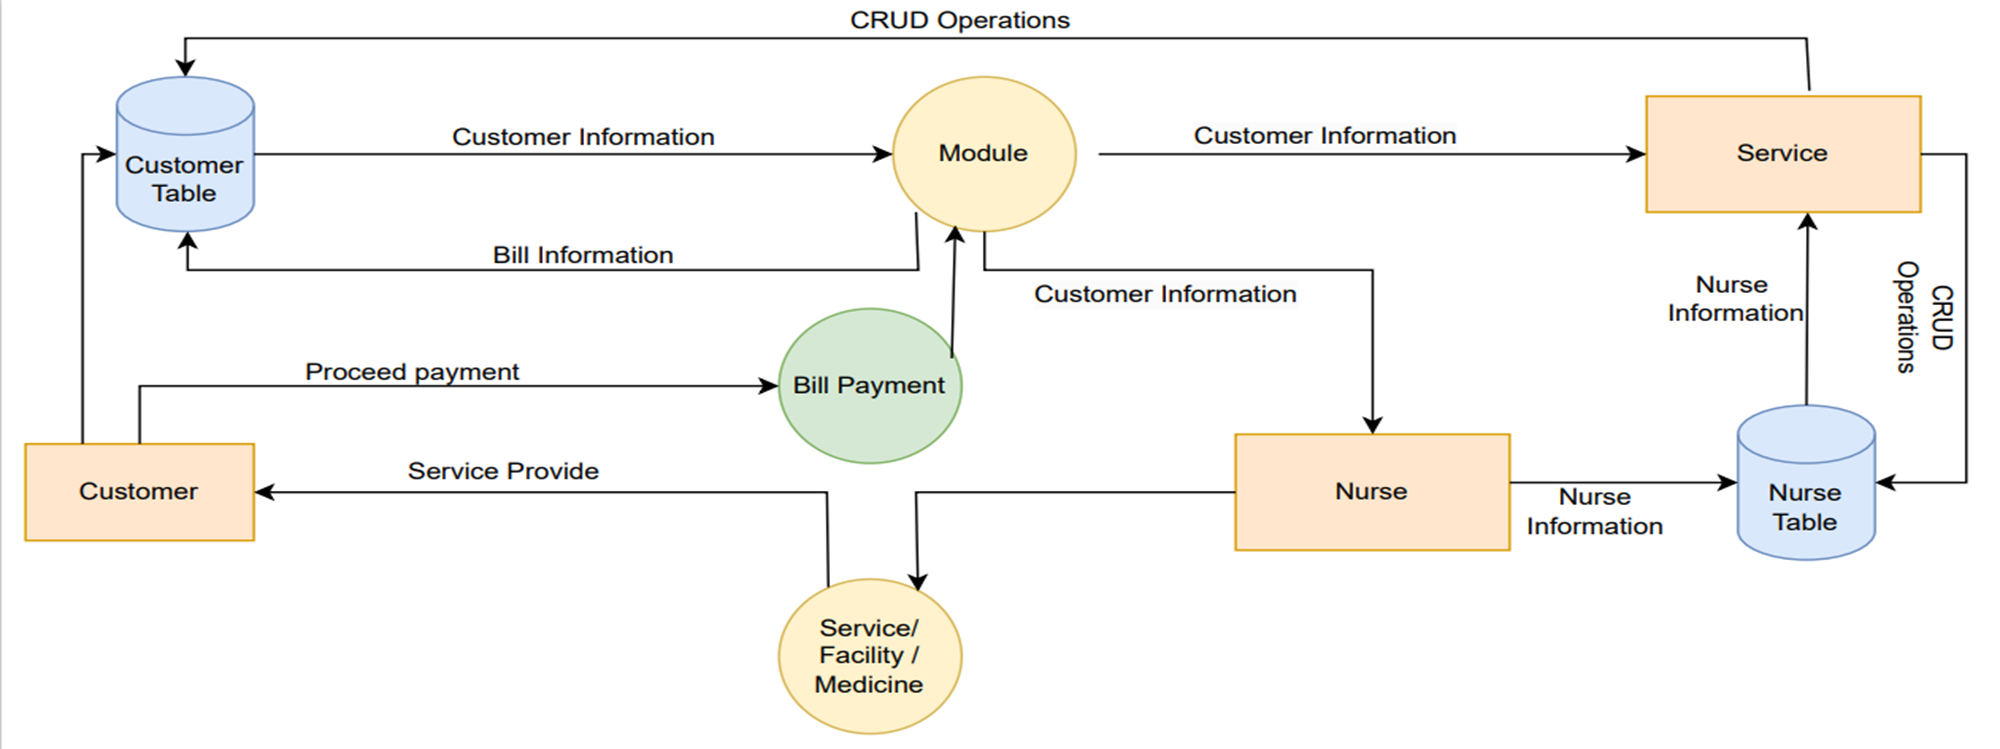 CRUD Operations
Customer Information
Customer Information
Customer
Table
Module
Service
Bill Information
Customer Information
Nurse
Information
CRUD
Operations
Proceed payment
Bill Payment
Service Provide
Customer
Nurse
Nurse
Information
Nurse
Table
Service/
Facility /
Medicine